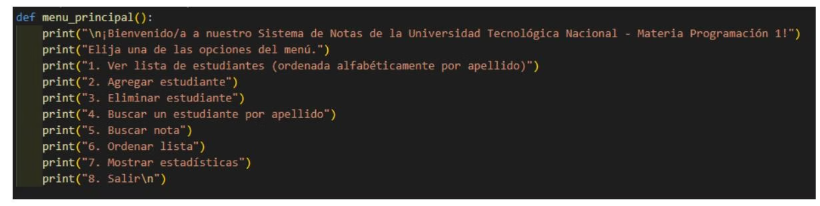 def menu_principal():
    print("\n¡Bienvenido/a a nuestro Sistema de Notas de la Universidad Tecnológica Nacional - Materia Programación 1!")
    print("Elija una de las opciones del menú.")
    print("1. Ver lista de estudiantes (ordenada alfabéticamente por apellido)")
    print("2. Agregar estudiante")
    print("3. Eliminar estudiante")
    print("4. Buscar un estudiante por apellido")
    print("5. Buscar nota")
    print("6. Ordenar lista")
    print("7. Mostrar estadísticas")
    print("8. Salir\n")